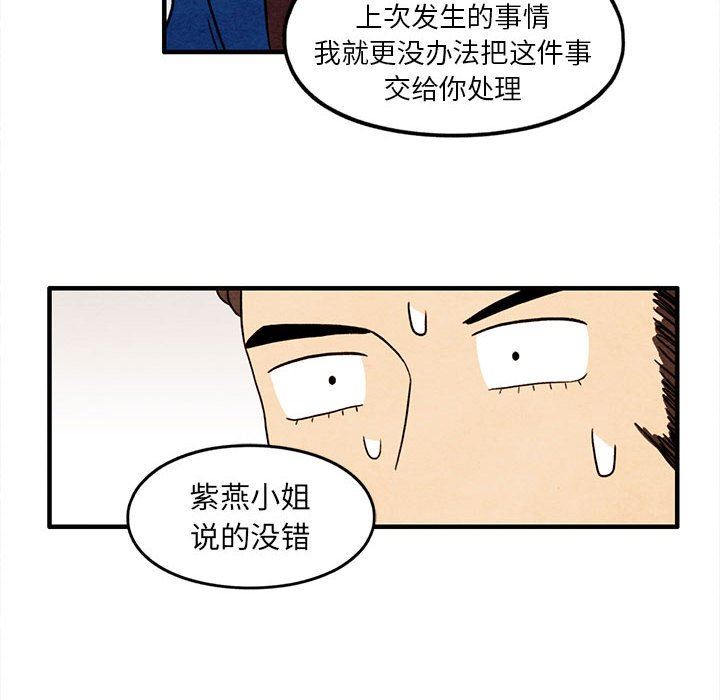 上次发生的事情
我就更没办法把这件事
交给你处理
紫燕小姐
说的没错